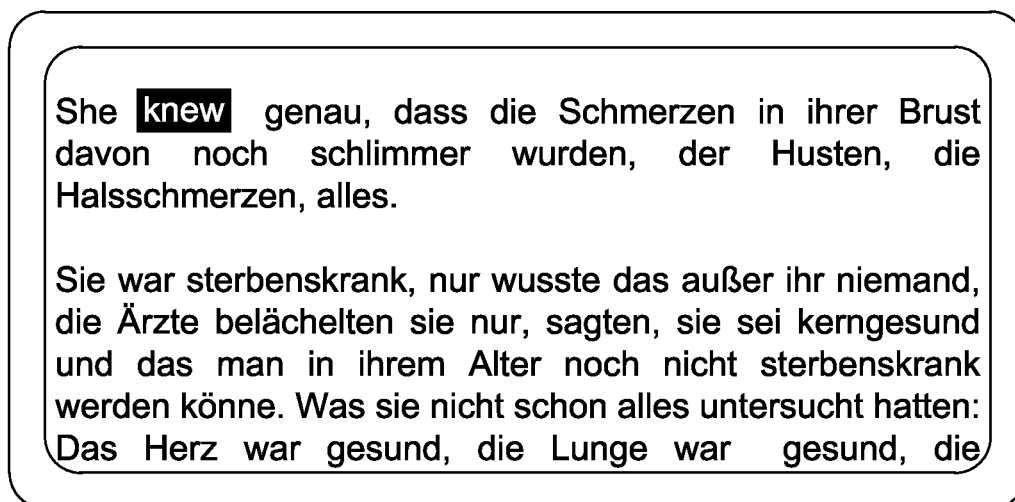 She knew genau, dass die Schmerzen in ihrer Brust
davon noch schlimmer wurden, der Husten, die
Halsschmerzen, alles.
Sie war sterbenskrank, nur wusste das außer ihr niemand,
die Ärzte belächelten sie nur, sagten, sie sei kerngesund
und das man in ihrem Alter noch nicht sterbenskrank
werden könne. Was sie nicht schon alles untersucht hatten:
Das Herz war gesund, die Lunge war gesund, die